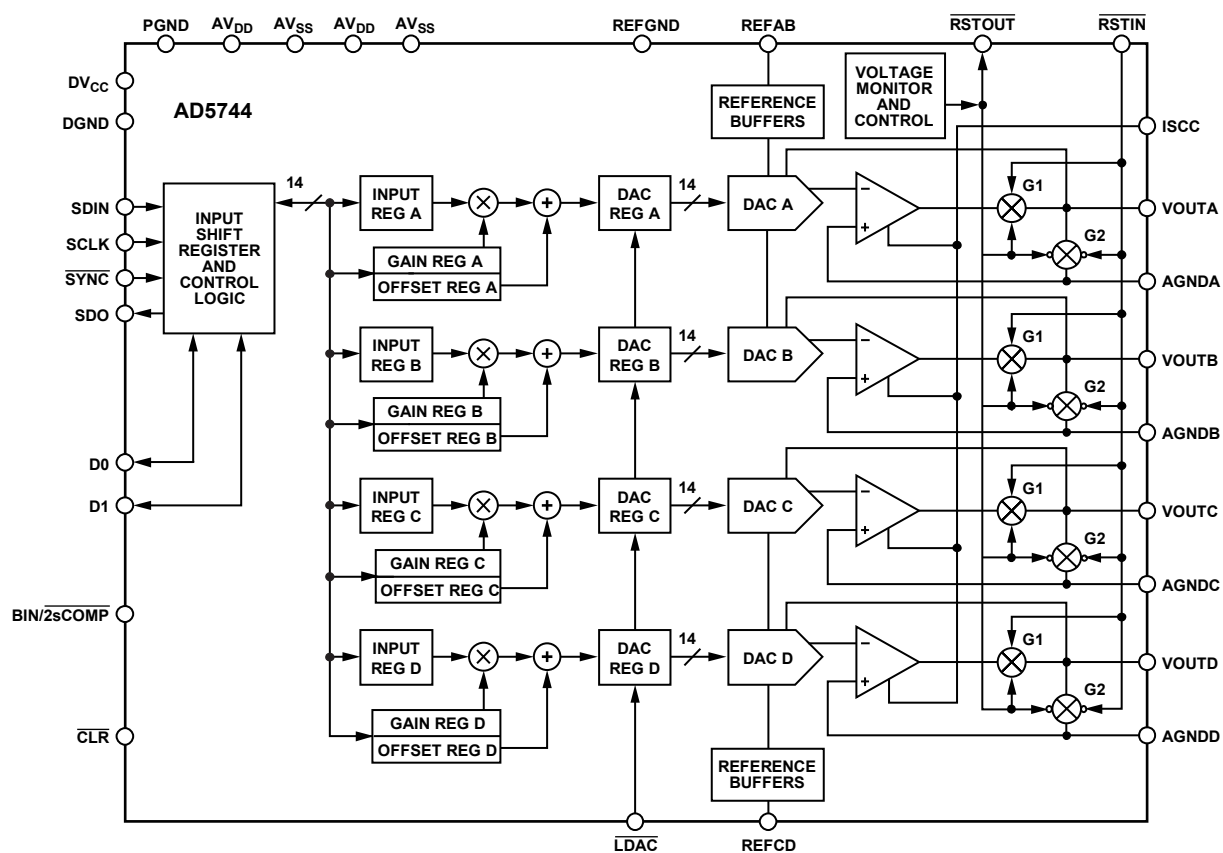 PGND
AVDD
AVSS
AVDD
AVSS
REFGND
REFAB
RSTOUT
RSTIN
DVCC
DGND
AD5744
REFERENCE
BUFFERS
VOLTAGE
MONITOR
AND
CONTROL
ISCC
SDIN
SCLK
SYNC
SDO
INPUT
SHIFT
REGISTER
AND
CONTROL
LOGIC
14
INPUT
REG A
GAIN REG A
OFFSET REG A
×
+
DAC
REG A
14
DAC A
−
+
G1
G2
VOUTA
AGNDA
INPUT
REG B
GAIN REG B
OFFSET REG B
×
+
DAC
REG B
14
DAC B
−
+
G1
G2
VOUTB
AGNDB
D0
D1
INPUT
REG C
GAIN REG C
OFFSET REG C
×
+
DAC
REG C
14
DAC C
−
+
G1
G2
VOUTC
AGNDC
BIN/2sCOMP
CLR
INPUT
REG D
GAIN REG D
OFFSET REG D
×
+
DAC
REG D
14
DAC D
−
+
G1
G2
VOUTD
AGNDD
REFERENCE
BUFFERS
LDAC
REFCD